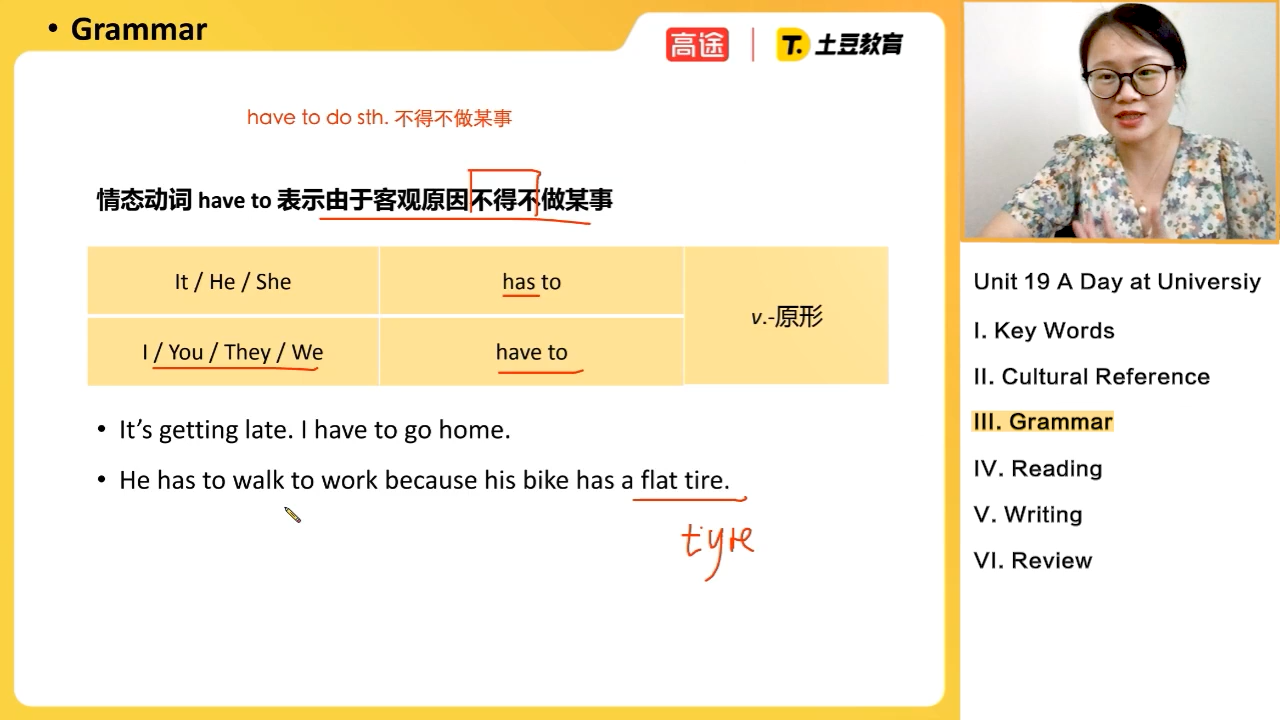 • Grammar
高途
T. 土豆教育
have to do sth. 不得不做某事
情态动词 have to 表示由于客观原因不得不做某事
It / He / She
has to
v.-原形
I / You / They / We
have to
• It’s getting late. I have to go home.
• He has to walk to work because his bike has a flat tire.
tyre
Unit 19 A Day at Universiy
I. Key Words
II. Cultural Reference
III. Grammar
IV. Reading
V. Writing
VI. Review